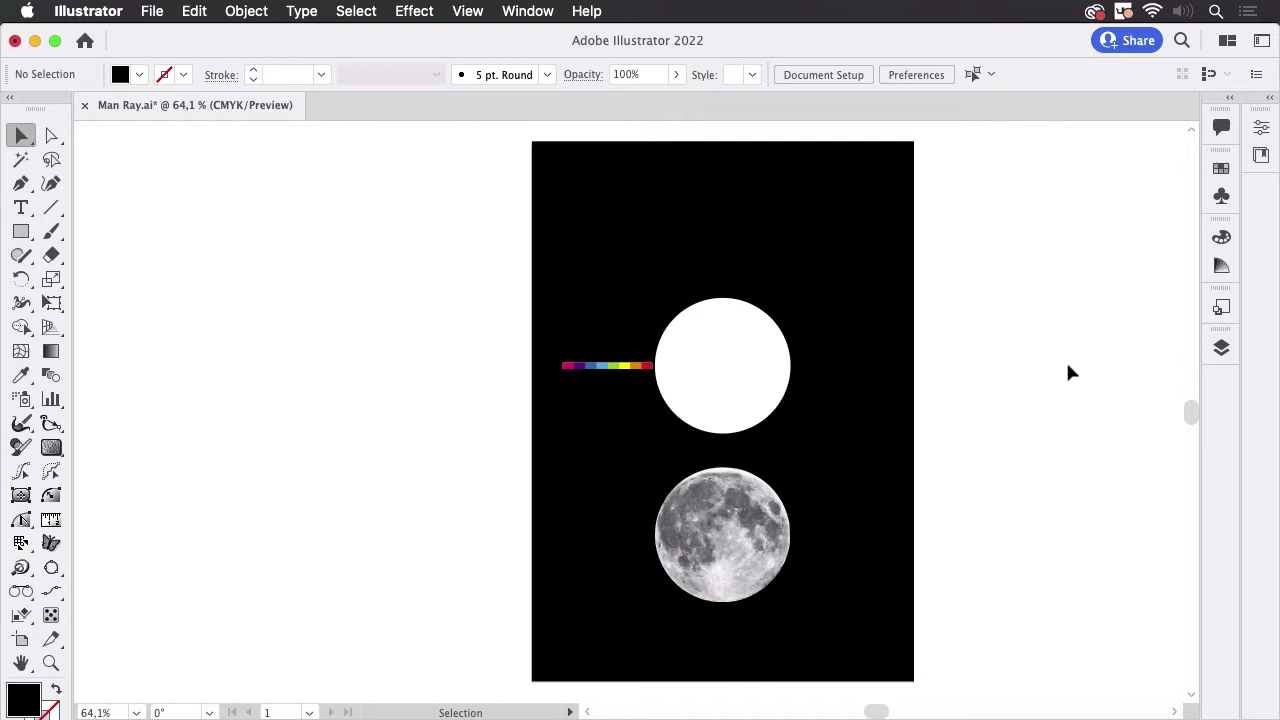 Illustrator File Edit Object Type Select Effect View Window Help
Adobe Illustrator 2022
Share
No Selection
Stroke:
5 pt. Round
Opacity:
100%
Style:
Document Setup
Preferences
Man Ray.ai* @ 64,1 % (CMYK/Preview)
64,1%
0°
1
Selection